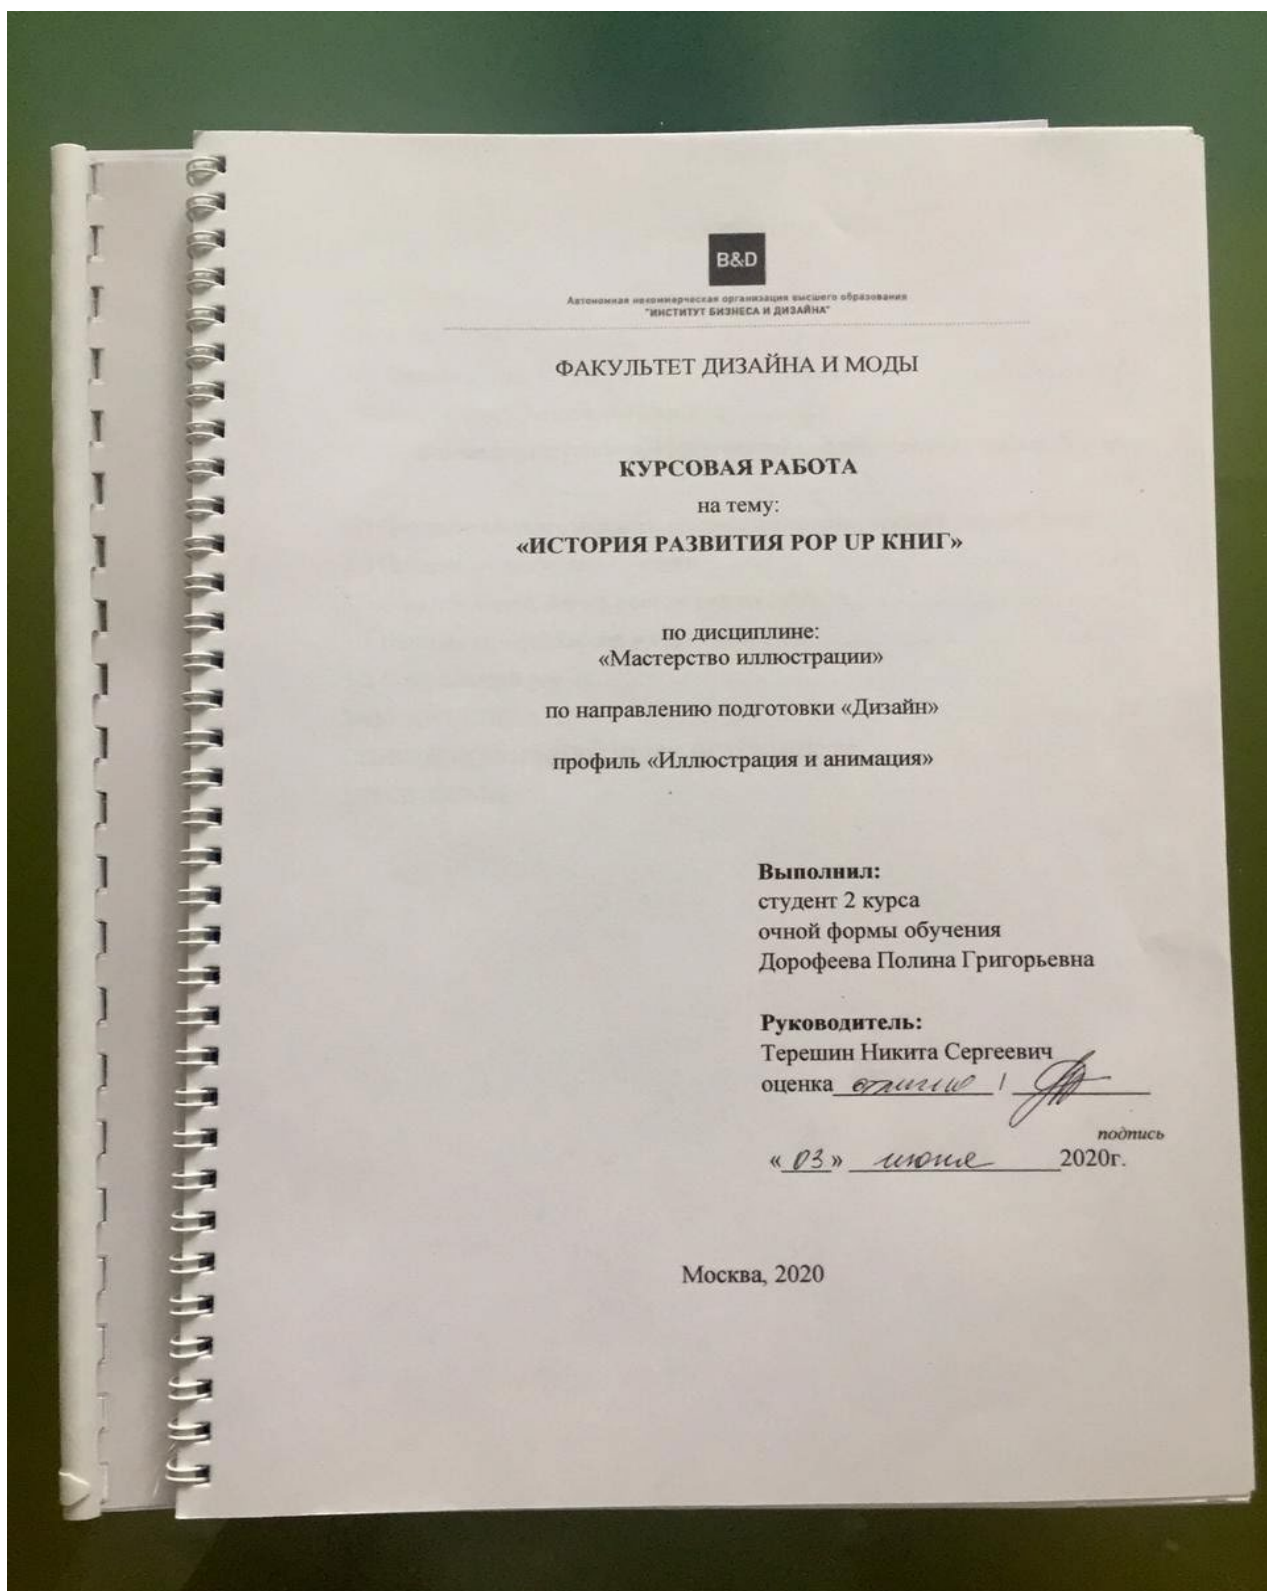 B&D
Автономная некоммерческая организация высшего образования
"ИНСТИТУТ БИЗНЕСА И ДИЗАЙНА"
ФАКУЛЬТЕТ ДИЗАЙНА И МОДЫ
КУРСОВАЯ РАБОТА
на тему:
«ИСТОРИЯ РАЗВИТИЯ POP UP КНИГ»
по дисциплине:
«Мастерство иллюстрации»
по направлению подготовки «Дизайн»
профиль «Иллюстрация и анимация»
Выполнил:
студент 2 курса
очной формы обучения
Дорофеева Полина Григорьевна
Руководитель:
Терешин Никита Сергеевич
оценка отлично /
подпись
«03» июня 2020г.
Москва, 2020